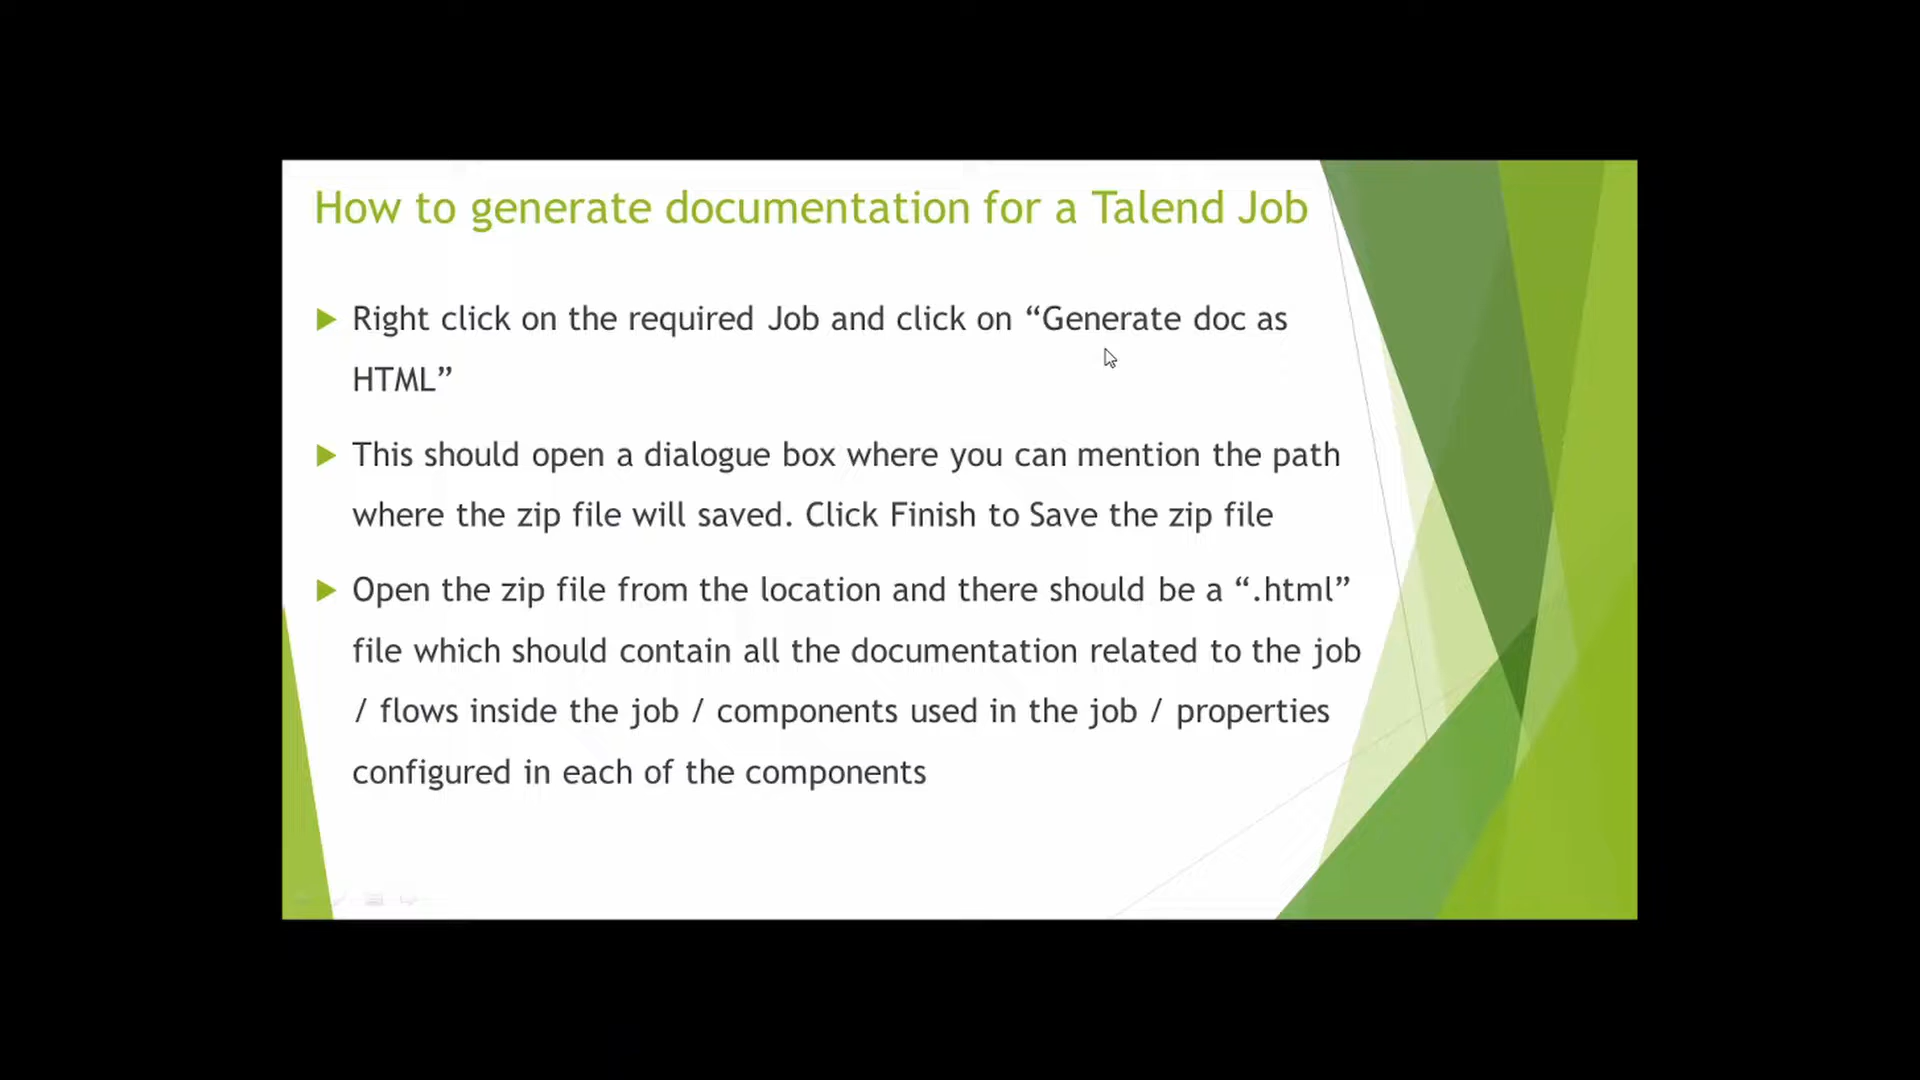 How to generate documentation for a Talend Job
Right click on the required Job and click on “Generate doc as
HTML”
This should open a dialogue box where you can mention the path
where the zip file will saved. Click Finish to Save the zip file
Open the zip file from the location and there should be a “.html”
file which should contain all the documentation related to the job
/ flows inside the job / components used in the job / properties
configured in each of the components